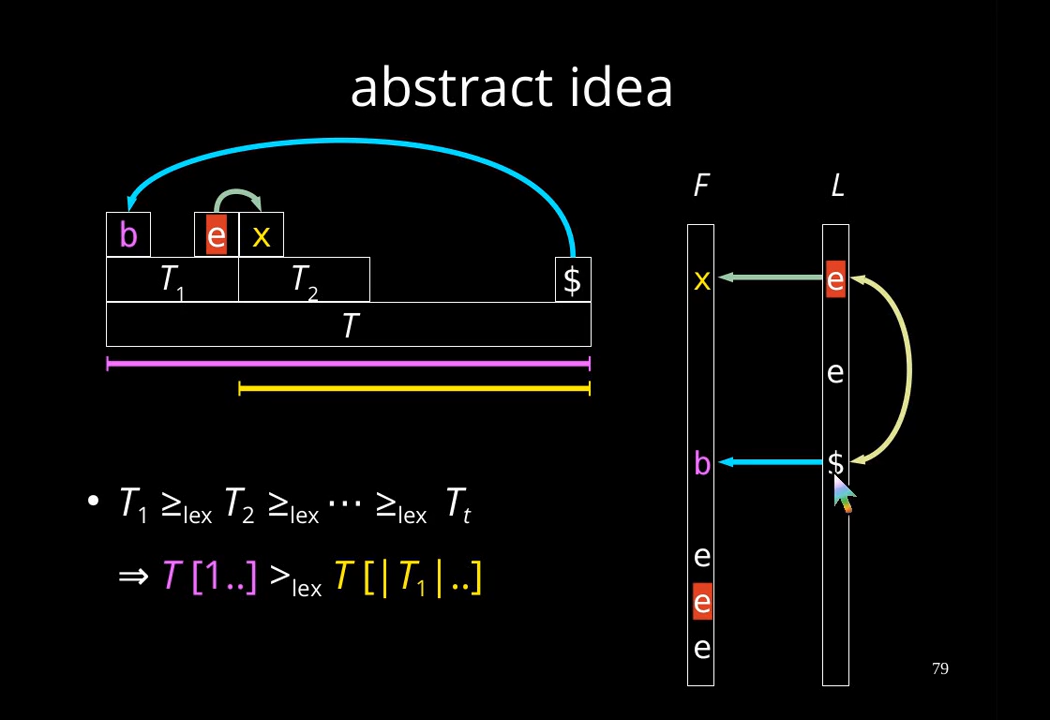 abstract idea
F L
b e x
T1 T2 $
T
x e
e
b $
e
e
e
• T1 ≥lex T2 ≥lex ⋯ ≥lex Tt
⇒ T [1..] >lex T [|T1|..]
79